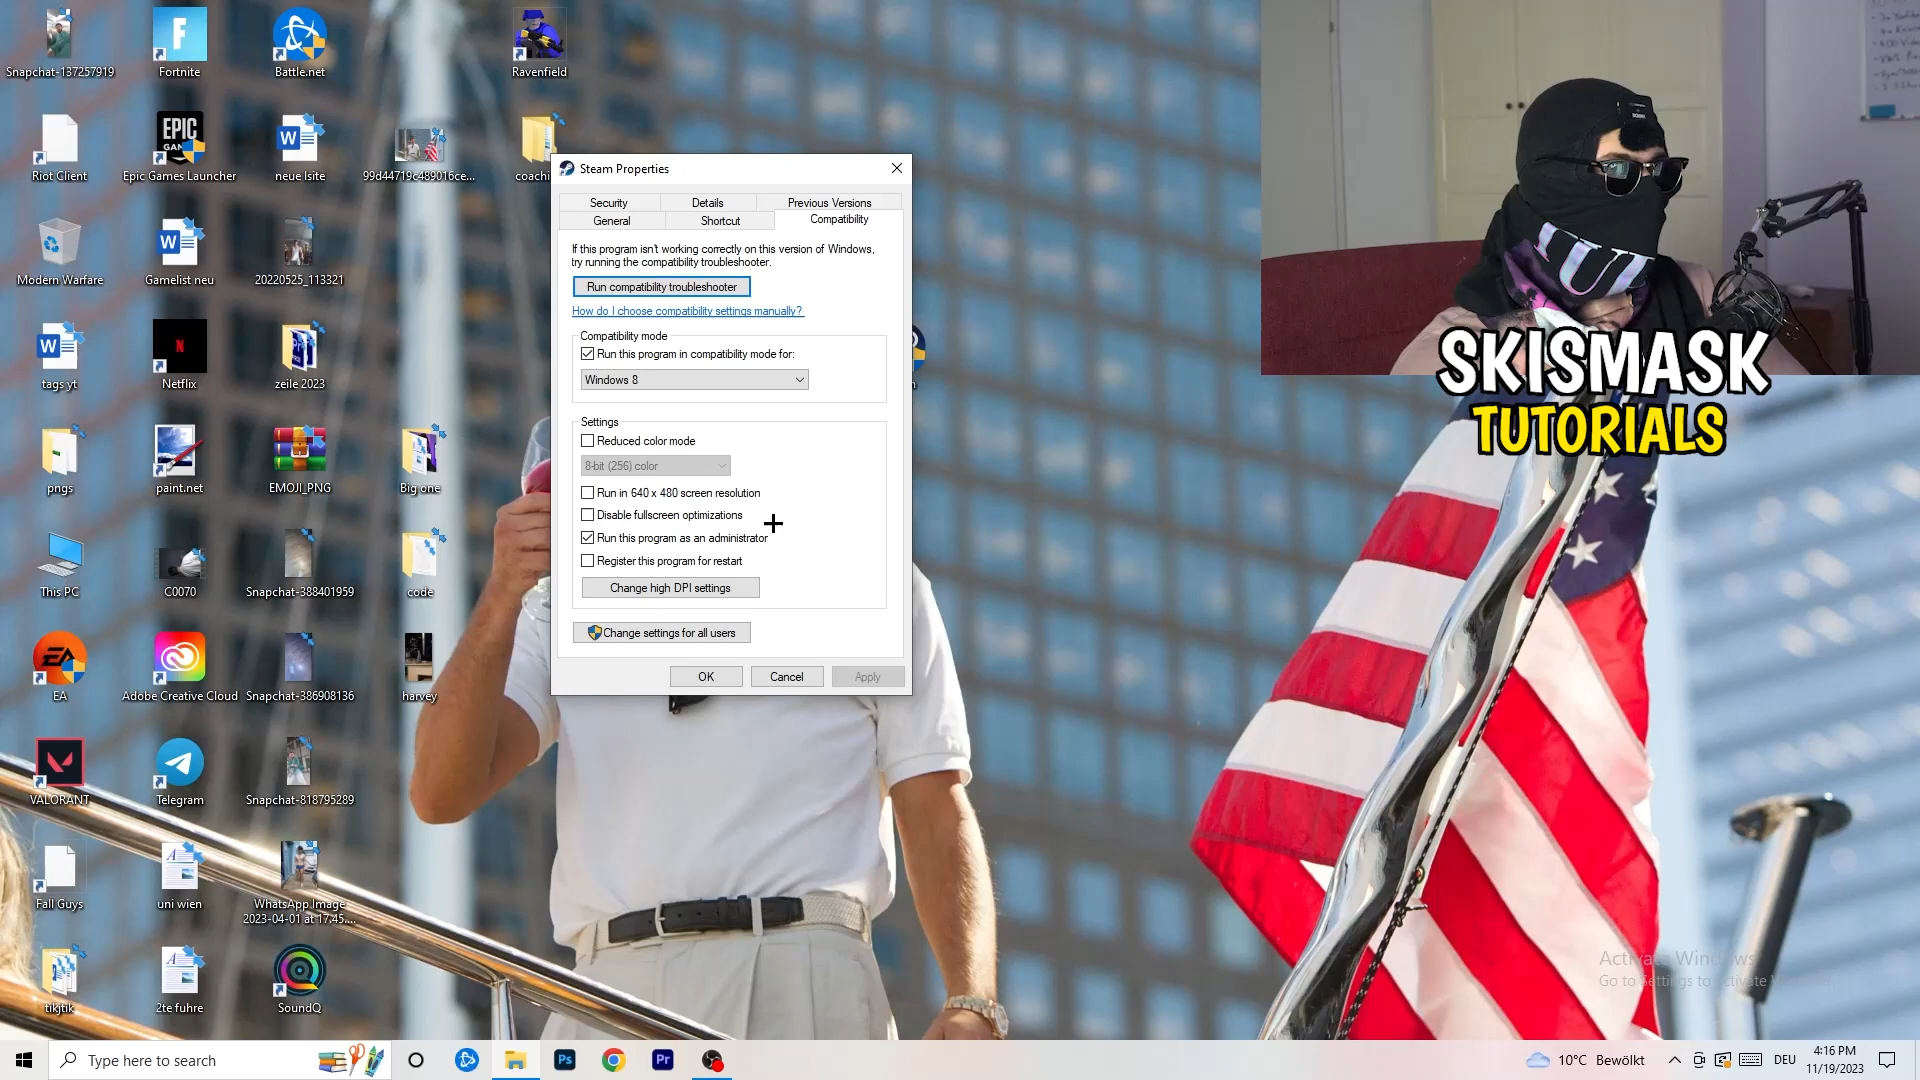 Snapchat-137257919
Fortnite
Battle.net
Ravenfield
Riot Client
EPIC
Epic Games Launcher
neue lsite
99d44719c489016ce...
coachi
Modern Warfare
Gamelist neu
20220525_113321
tags yt
Netflix
zeile 2023
pngs
paint.net
EMOJI_PNG
Big one
This PC
C0070
Snapchat-388401959
code
EA
Adobe Creative Cloud
Snapchat-386908136
harvey
VALORANT
Telegram
Snapchat-818795289
Fall Guys
uni wien
WhatsApp Image
2023-04-01 at 17.45....
tiktjtik
2te fuhre
SoundQ
Steam Properties
Security
Details
Previous Versions
General
Shortcut
Compatibility
If this program isn't working correctly on this version of Windows,
try running the compatibility troubleshooter.
Run compatibility troubleshooter
How do I choose compatibility settings manually?
Compatibility mode
Run this program in compatibility mode for:
Windows 8
Settings
Reduced color mode
8-bit (256) color
Run in 640 x 480 screen resolution
Disable fullscreen optimizations
Run this program as an administrator
Register this program for restart
Change high DPI settings
Change settings for all users
OK
Cancel
Apply
SKISMASK
TUTORIALS
Activate Windows
Go to Settings to activate
Type here to search
Ps
Pr
10°C Bewölkt
DEU
4:16 PM
11/19/2023